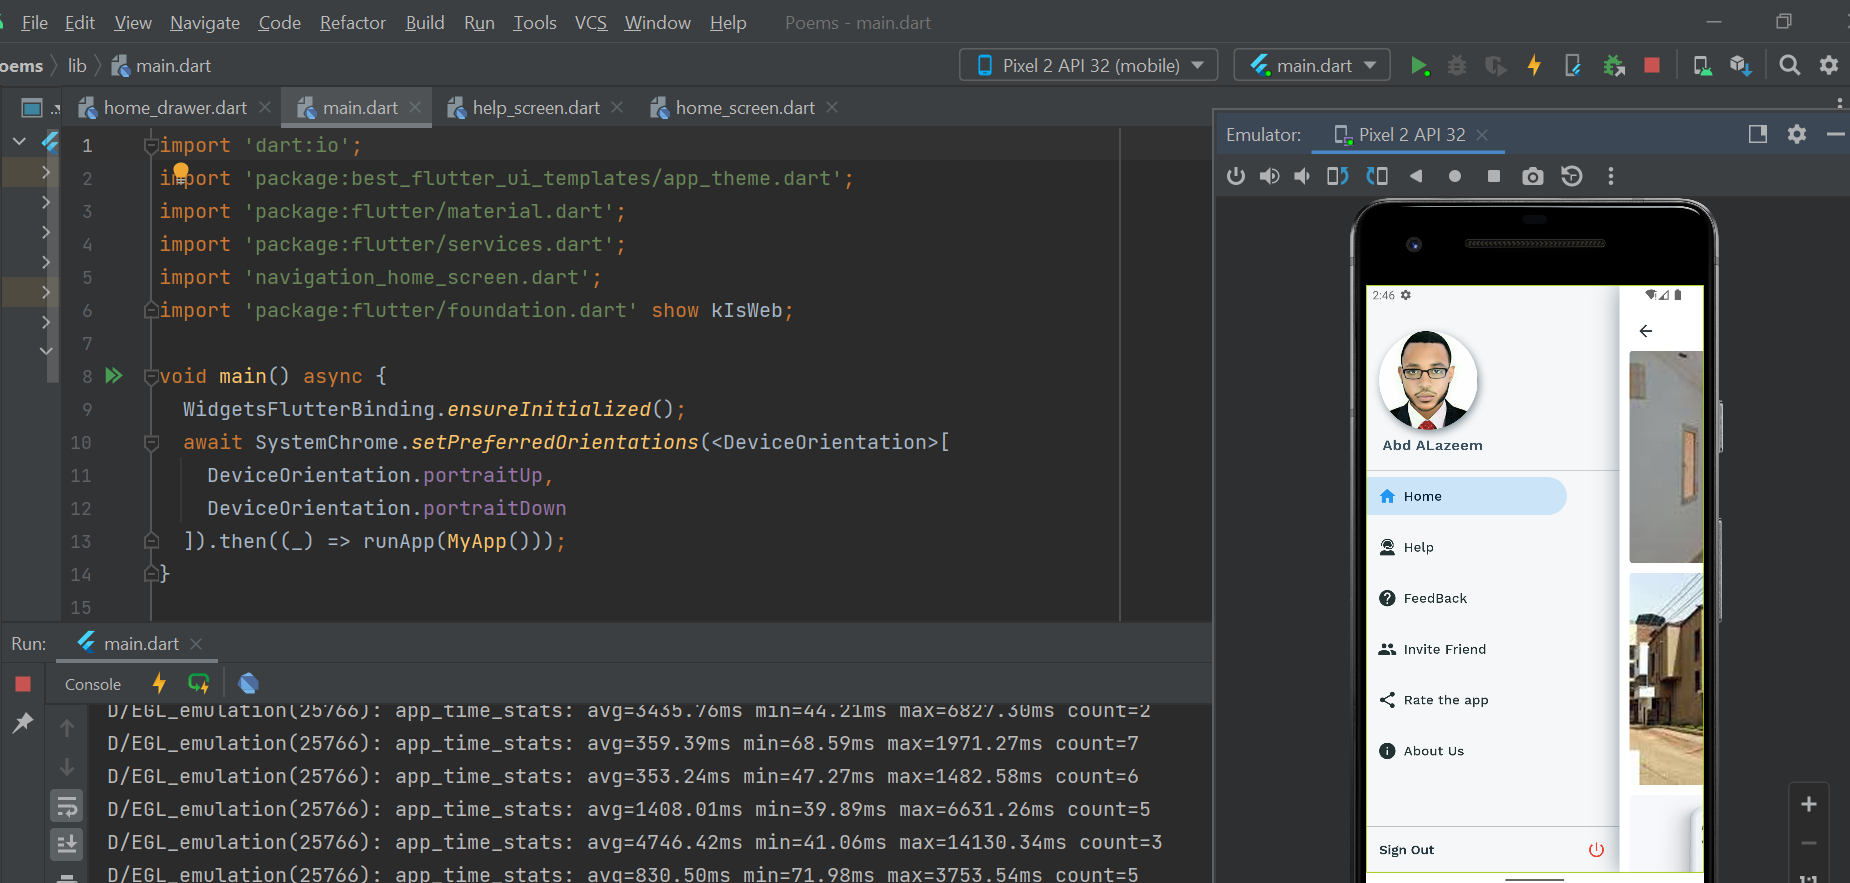 File Edit View Navigate Code Refactor Build Run Tools VCS Window Help Poems - main.dart
oems lib main.dart Pixel 2 API 32 (mobile) main.dart
home_drawer.dart main.dart help_screen.dart home_screen.dart
1 import 'dart:io';
2 import 'package:best_flutter_ui_templates/app_theme.dart';
3 import 'package:flutter/material.dart';
4 import 'package:flutter/services.dart';
5 import 'navigation_home_screen.dart';
6 import 'package:flutter/foundation.dart' show kIsWeb;
7
8 void main() async {
9 WidgetsFlutterBinding.ensureInitialized();
10 await SystemChrome.setPreferredOrientations(<DeviceOrientation>[
11 DeviceOrientation.portraitUp,
12 DeviceOrientation.portraitDown
13 ]).then((_) => runApp(MyApp()));
14 }
15
Run: main.dart
Console
D/EGL_emulation(25766): app_time_stats: avg=3435.76ms min=44.21ms max=6827.30ms count=2
D/EGL_emulation(25766): app_time_stats: avg=359.39ms min=68.59ms max=1971.27ms count=7
D/EGL_emulation(25766): app_time_stats: avg=353.24ms min=47.27ms max=1482.58ms count=6
D/EGL_emulation(25766): app_time_stats: avg=1408.01ms min=39.89ms max=6631.26ms count=5
D/EGL_emulation(25766): app_time_stats: avg=4746.42ms min=41.06ms max=14130.34ms count=3
D/EGL_emulation(25766): app_time_stats: avg=830.50ms min=71.98ms max=3753.54ms count=5
Emulator: Pixel 2 API 32
2:46
Abd ALazeem
Home
Help
FeedBack
Invite Friend
Rate the app
About Us
Sign Out
1:1